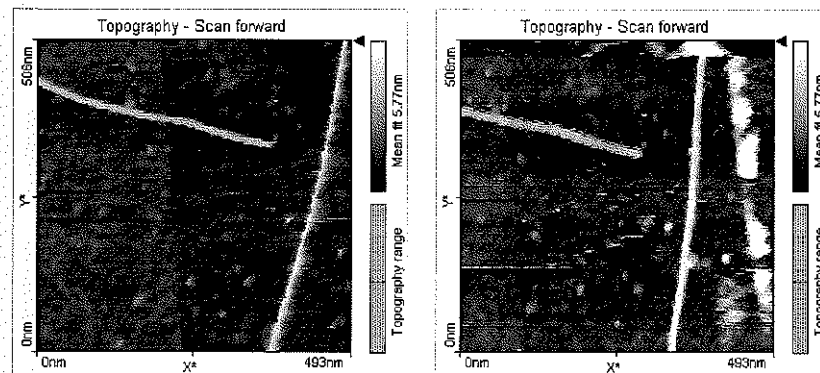 Topography - Scan forward
506nm
Y*
0nm
0nm
X*
493nm
Mean fit 5.77nm
Topography range
Topography - Scan forward
506nm
Y*
0nm
0nm
X*
493nm
Mean fit 5.77nm
Topography range